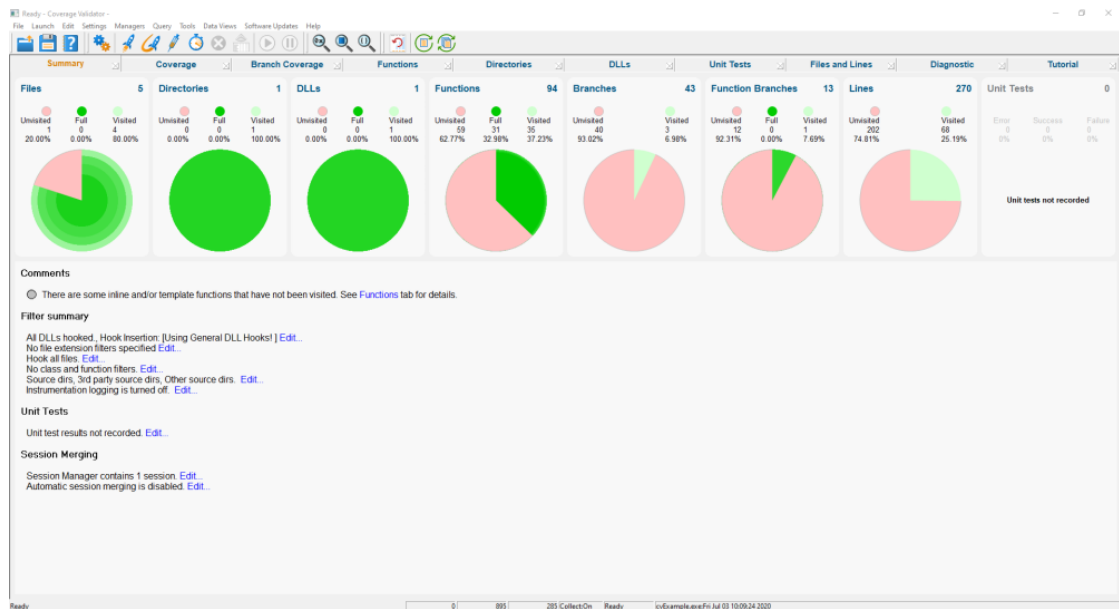 Ready - Coverage Validator -
File Launch Edit Settings Managers Query Tools Data Views Software Updates Help
Summary Coverage Branch Coverage Functions Directories DLLs Unit Tests Files and Lines Diagnostic Tutorial
Files 5 Directories 1 DLLs 1 Functions 94 Branches 43 Function Branches 13 Lines 270 Unit Tests 0
Unvisited Full Visited Unvisited Full Visited Unvisited Full Visited Unvisited Full Visited Unvisited Visited Unvisited Full Visited Unvisited Visited Error Success Failure
1 0 4 0 0 1 0 0 1 59 31 35 40 3 12 0 1 202 68 0 0 0
20.00% 0.00% 80.00% 0.00% 0.00% 100.00% 0.00% 0.00% 100.00% 62.77% 32.98% 37.23% 93.02% 6.98% 92.31% 0.00% 7.69% 74.81% 25.19% 0% 0% 0%
Unit tests not recorded
Comments
There are some inline and/or template functions that have not been visited. See Functions tab for details.
Filter summary
All DLLs hooked., Hook Insertion: [Using General DLL Hooks! ] Edit...
No file extension filters specified Edit...
Hook all files. Edit...
No class and function filters. Edit...
Source dirs, 3rd party source dirs, Other source dirs. Edit...
Instrumentation logging is turned off. Edit...
Unit Tests
Unit test results not recorded. Edit...
Session Merging
Session Manager contains 1 session. Edit...
Automatic session merging is disabled. Edit...
Ready 0 895 285 Collect:On Ready cvExample.exe:Fri Jul 03 10:09:24 2020